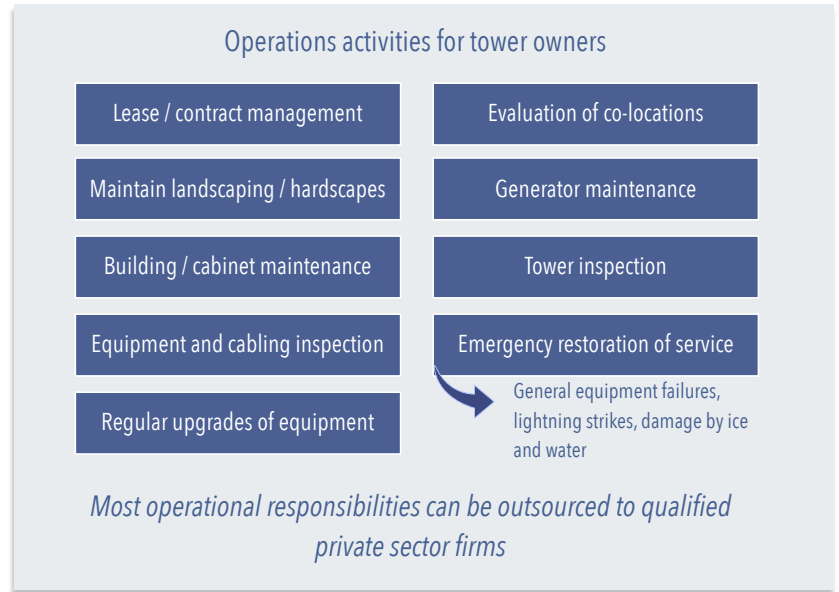 Operations activities for tower owners
Lease / contract management
Maintain landscaping / hardscapes
Building / cabinet maintenance
Equipment and cabling inspection
Regular upgrades of equipment
Evaluation of co-locations
Generator maintenance
Tower inspection
Emergency restoration of service
General equipment failures,
lightning strikes, damage by ice
and water
Most operational responsibilities can be outsourced to qualified
private sector firms